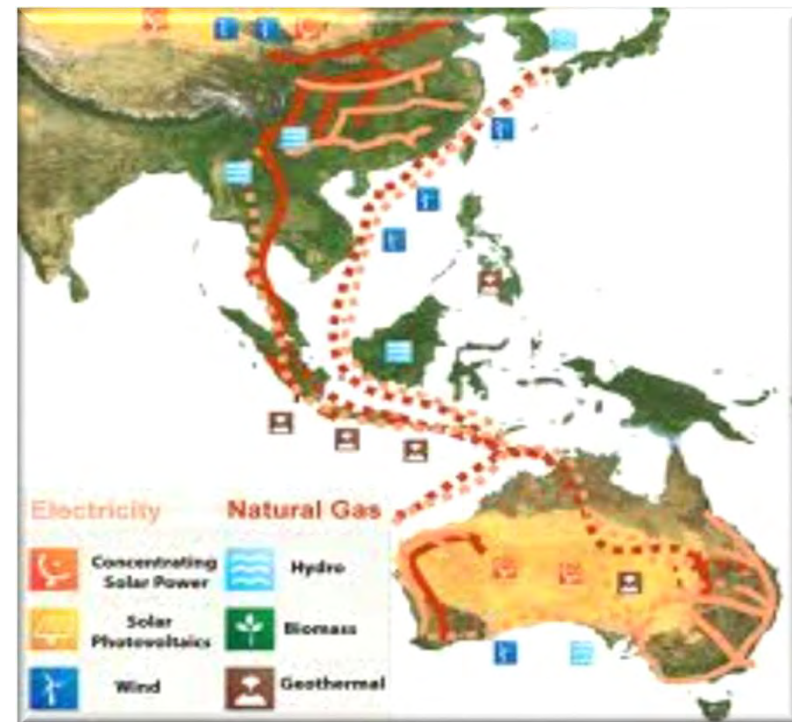 Electricity
Natural Gas
Concentrating
Solar Power
Hydro
Solar
Photovoltaics
Biomass
Wind
Geothermal